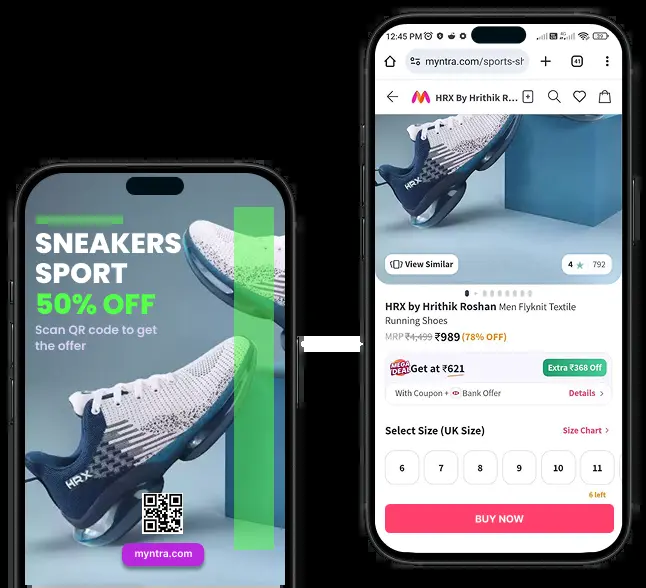 SNEAKERS
SPORT
50% OFF
Scan QR code to get
the offer
HRX
myntra.com
12:45 PM
myntra.com/sports-sh
41
HRX By Hrithik R...
HRX
View Similar
4 ★ 792
HRX by Hrithik Roshan Men Flyknit Textile
Running Shoes
MRP ₹4,499 ₹989 (78% OFF)
MEGA DEAL Get at ₹621 Extra ₹368 Off
With Coupon + Bank Offer Details >
Select Size (UK Size) Size Chart >
6 7 8 9 10 11
6 left
BUY NOW